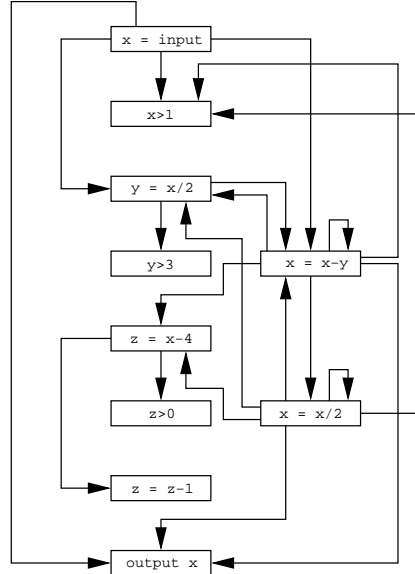 x = input
x>1
y = x/2
y>3
x = x-y
z = x-4
z>0
x = x/2
z = z-1
output x